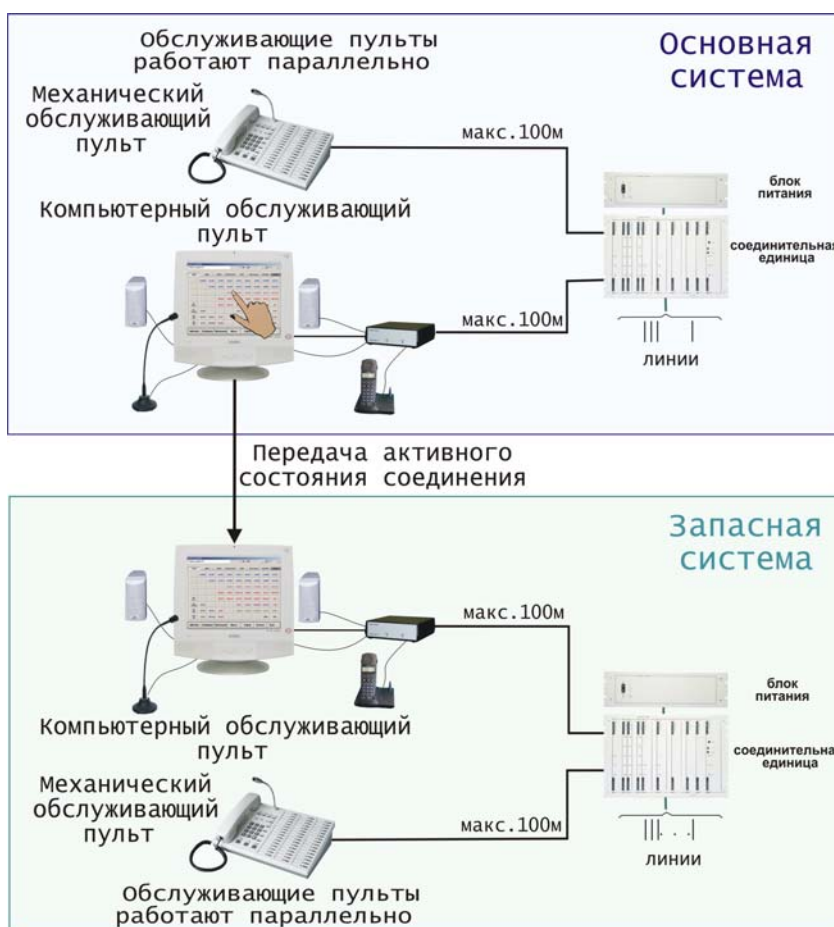 Обслуживающие пульты
работают параллельно
Основная
система
Механический
обслуживающий
пульт
макс.100м
блок
питания
Компьютерный обслуживающий
пульт
соединительная
единица
макс.100м
линии
Передача активного
состояния соединения
Запасная
система
макс.100м
блок
питания
Компьютерный обслуживающий
пульт
соединительная
единица
Механический
обслуживающий
пульт
макс.100м
линии
Обслуживающие пульты
работают параллельно